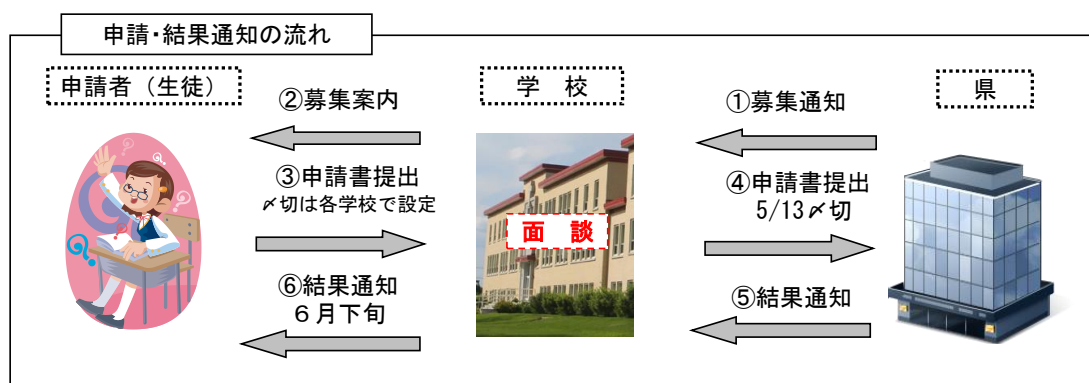 申請・結果通知の流れ
申請者（生徒）
学　校
県
②募集案内
①募集通知
③申請書提出
〆切は各学校で設定
④申請書提出
5/13〆切
面　談
⑥結果通知
６月下旬
⑤結果通知